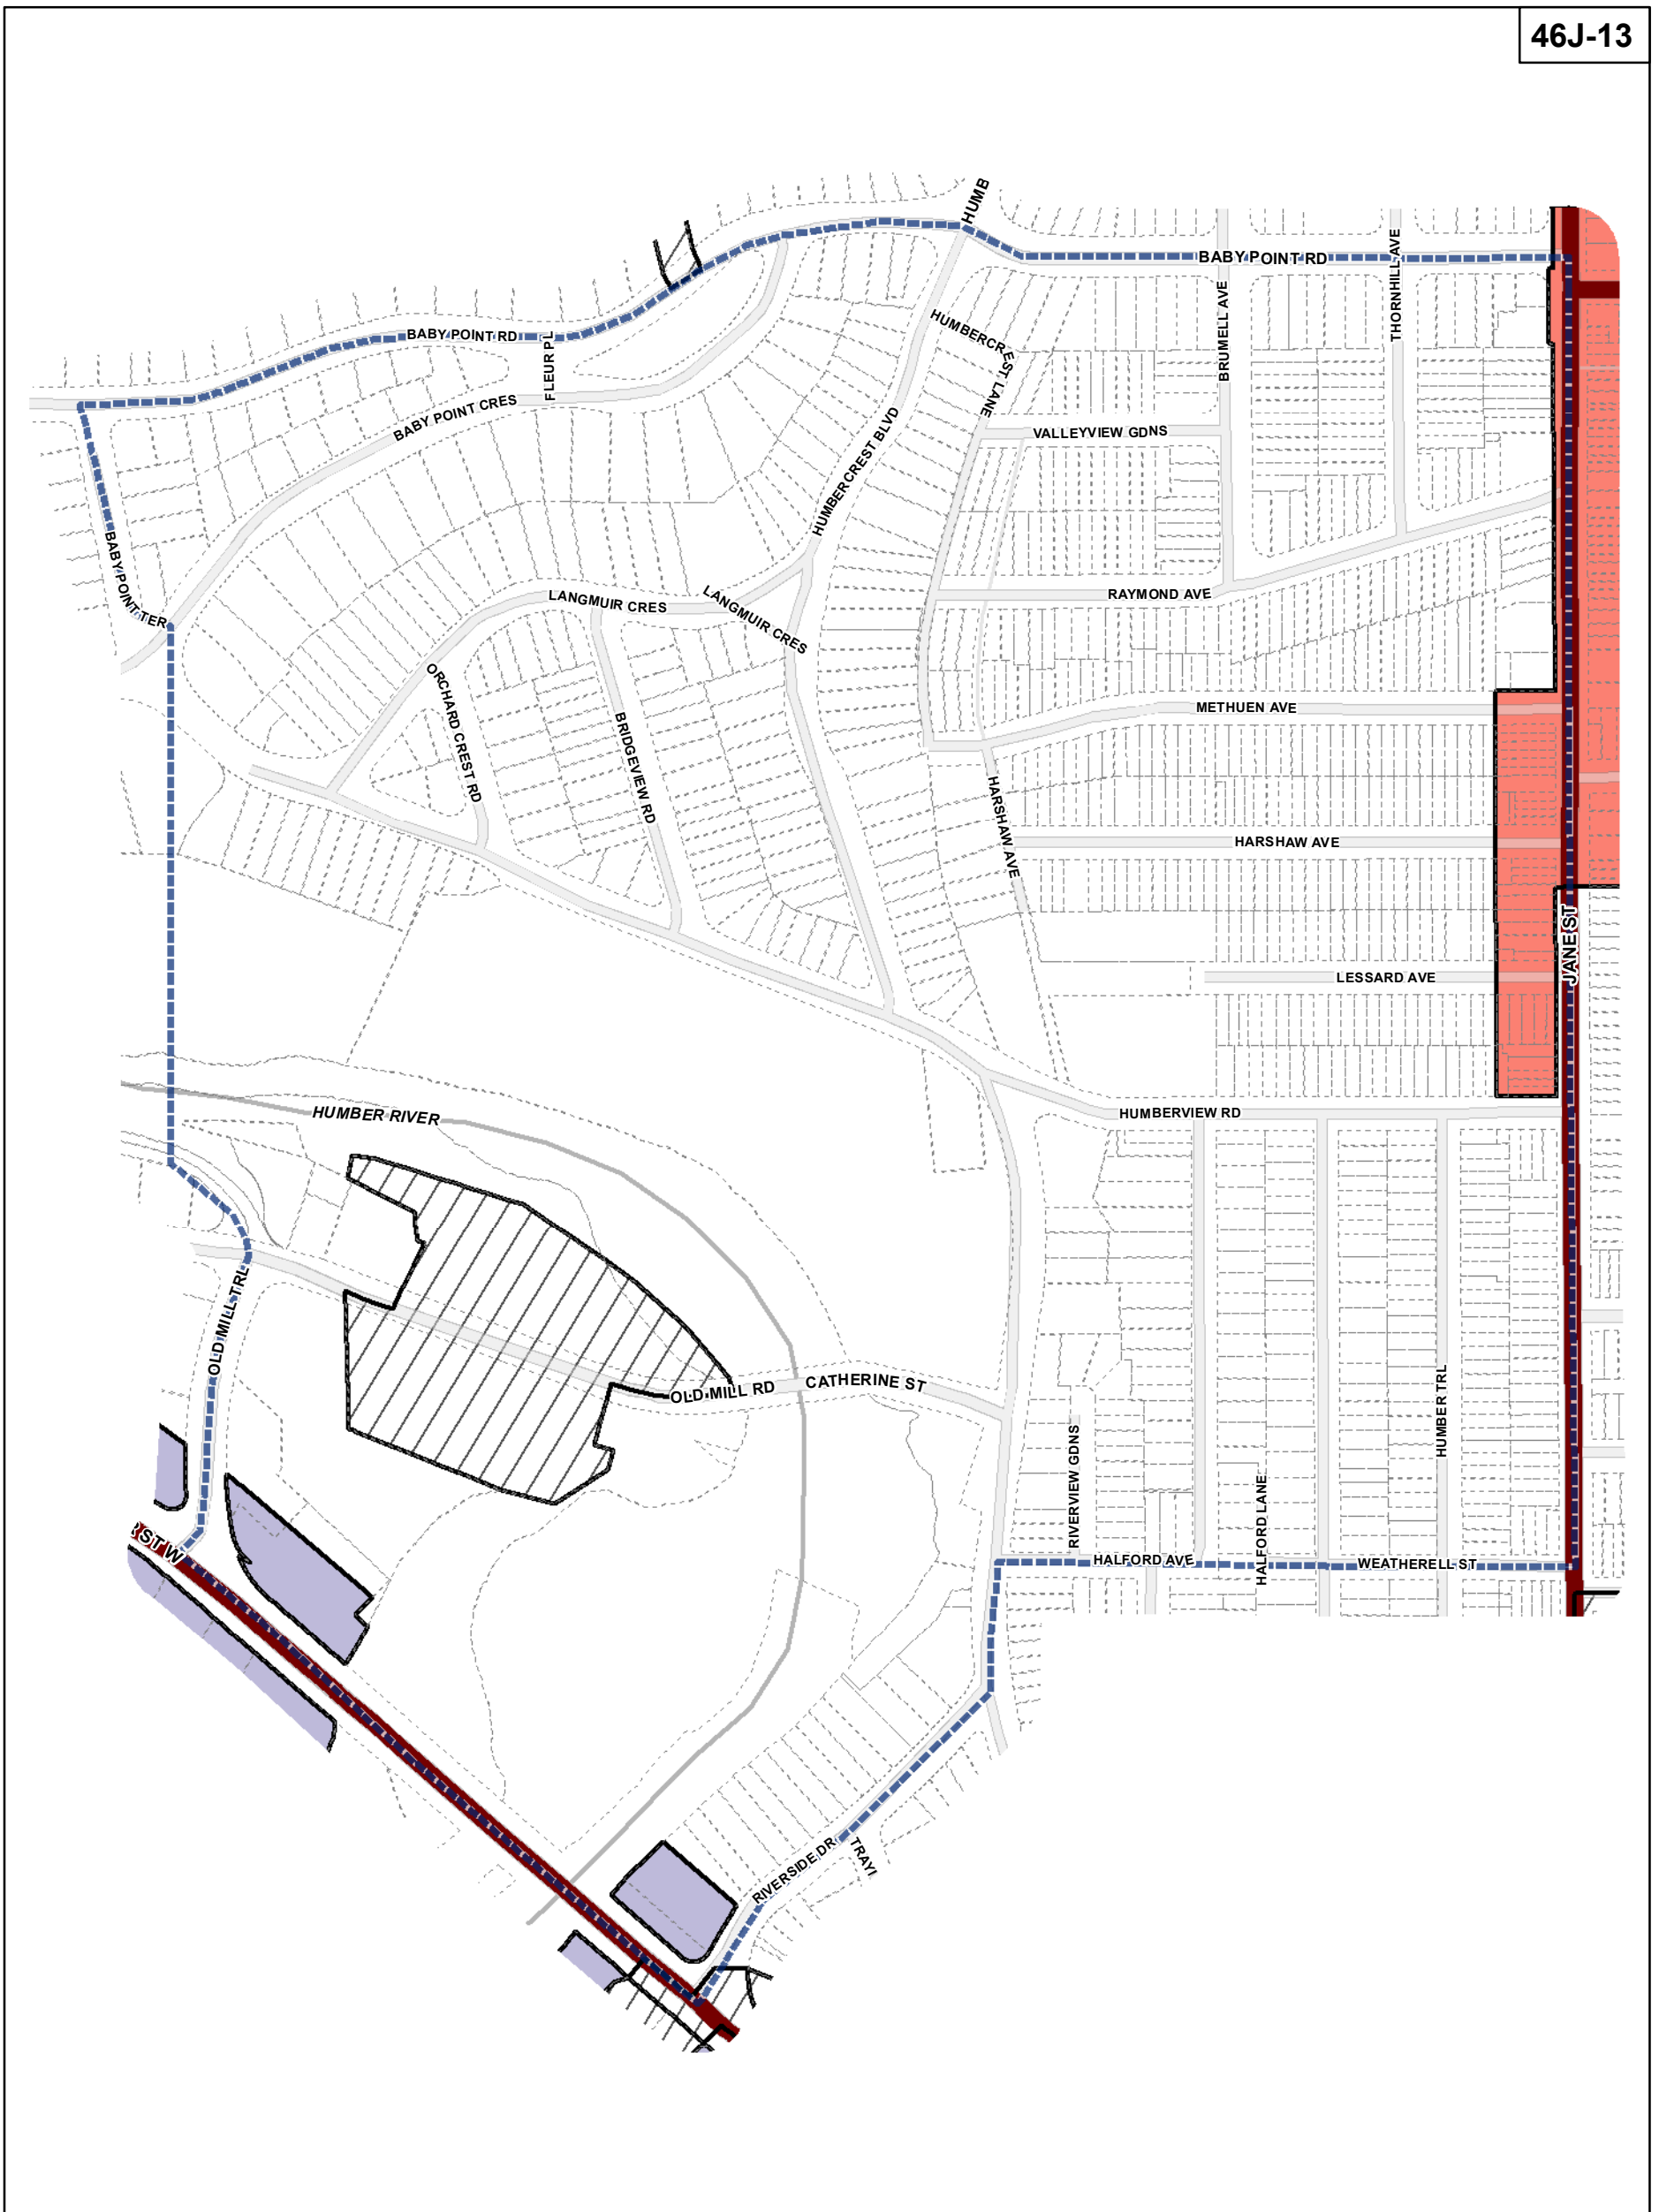 46J-13
HUMB
BABY POINT RD
THORNHILL AVE
BRUMELL AVE
BABY POINT RD
FLEUR PL
HUMBERCREST LANE
BABY POINT CRES
VALLEYVIEW GDNS
HUMBERCREST BLVD
BABY POINT TER
LANGMUIR CRES
LANGMUIR CRES
RAYMOND AVE
ORCHARD CREST RD
BRIDGEVIEW RD
METHUEN AVE
HARSHAW AVE
HARSHAW AVE
JANE ST
LESSARD AVE
HUMBER RIVER
HUMBERVIEW RD
OLD MILL TRL
OLD MILL RD
CATHERINE ST
HUMBER TRL
RIVERVIEW GDNS
HALFORD LANE
R ST W
HALFORD AVE
WEATHERELL ST
RIVERSIDE DR
TRAYI